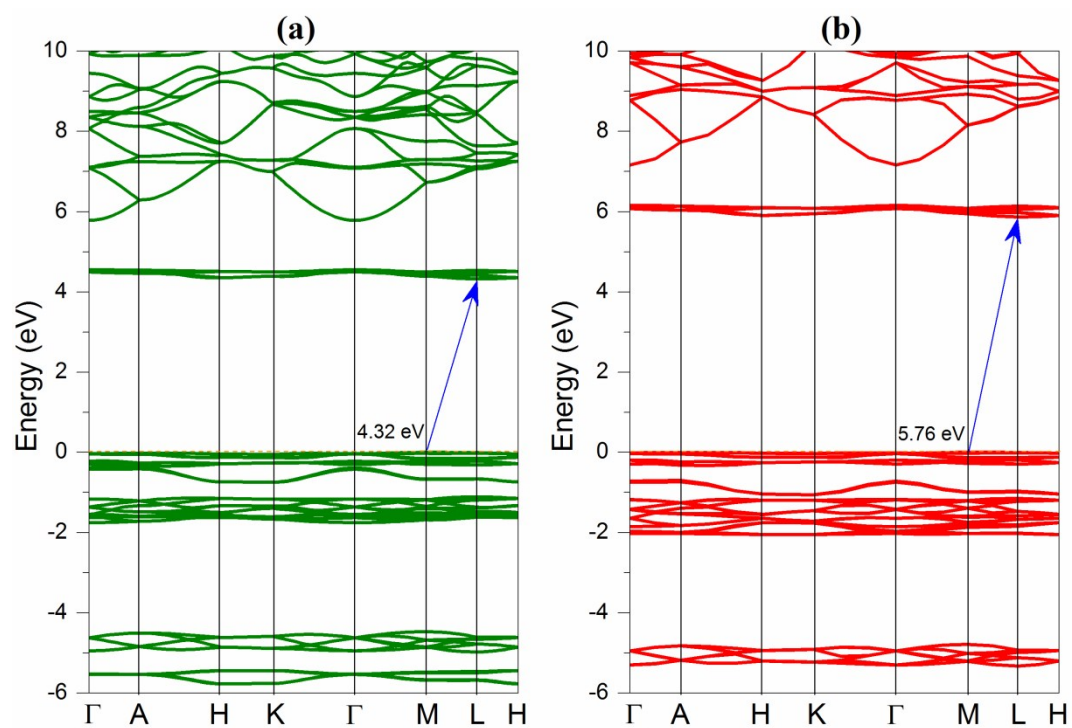 (a) (b)
10 10
8 8
6 6
4 4
2 2
4.32 eV 5.76 eV
0 0
-2 -2
-4 -4
-6 -6
Energy (eV) Energy (eV)
Γ A H K Γ M L H Γ A H K Γ M L H